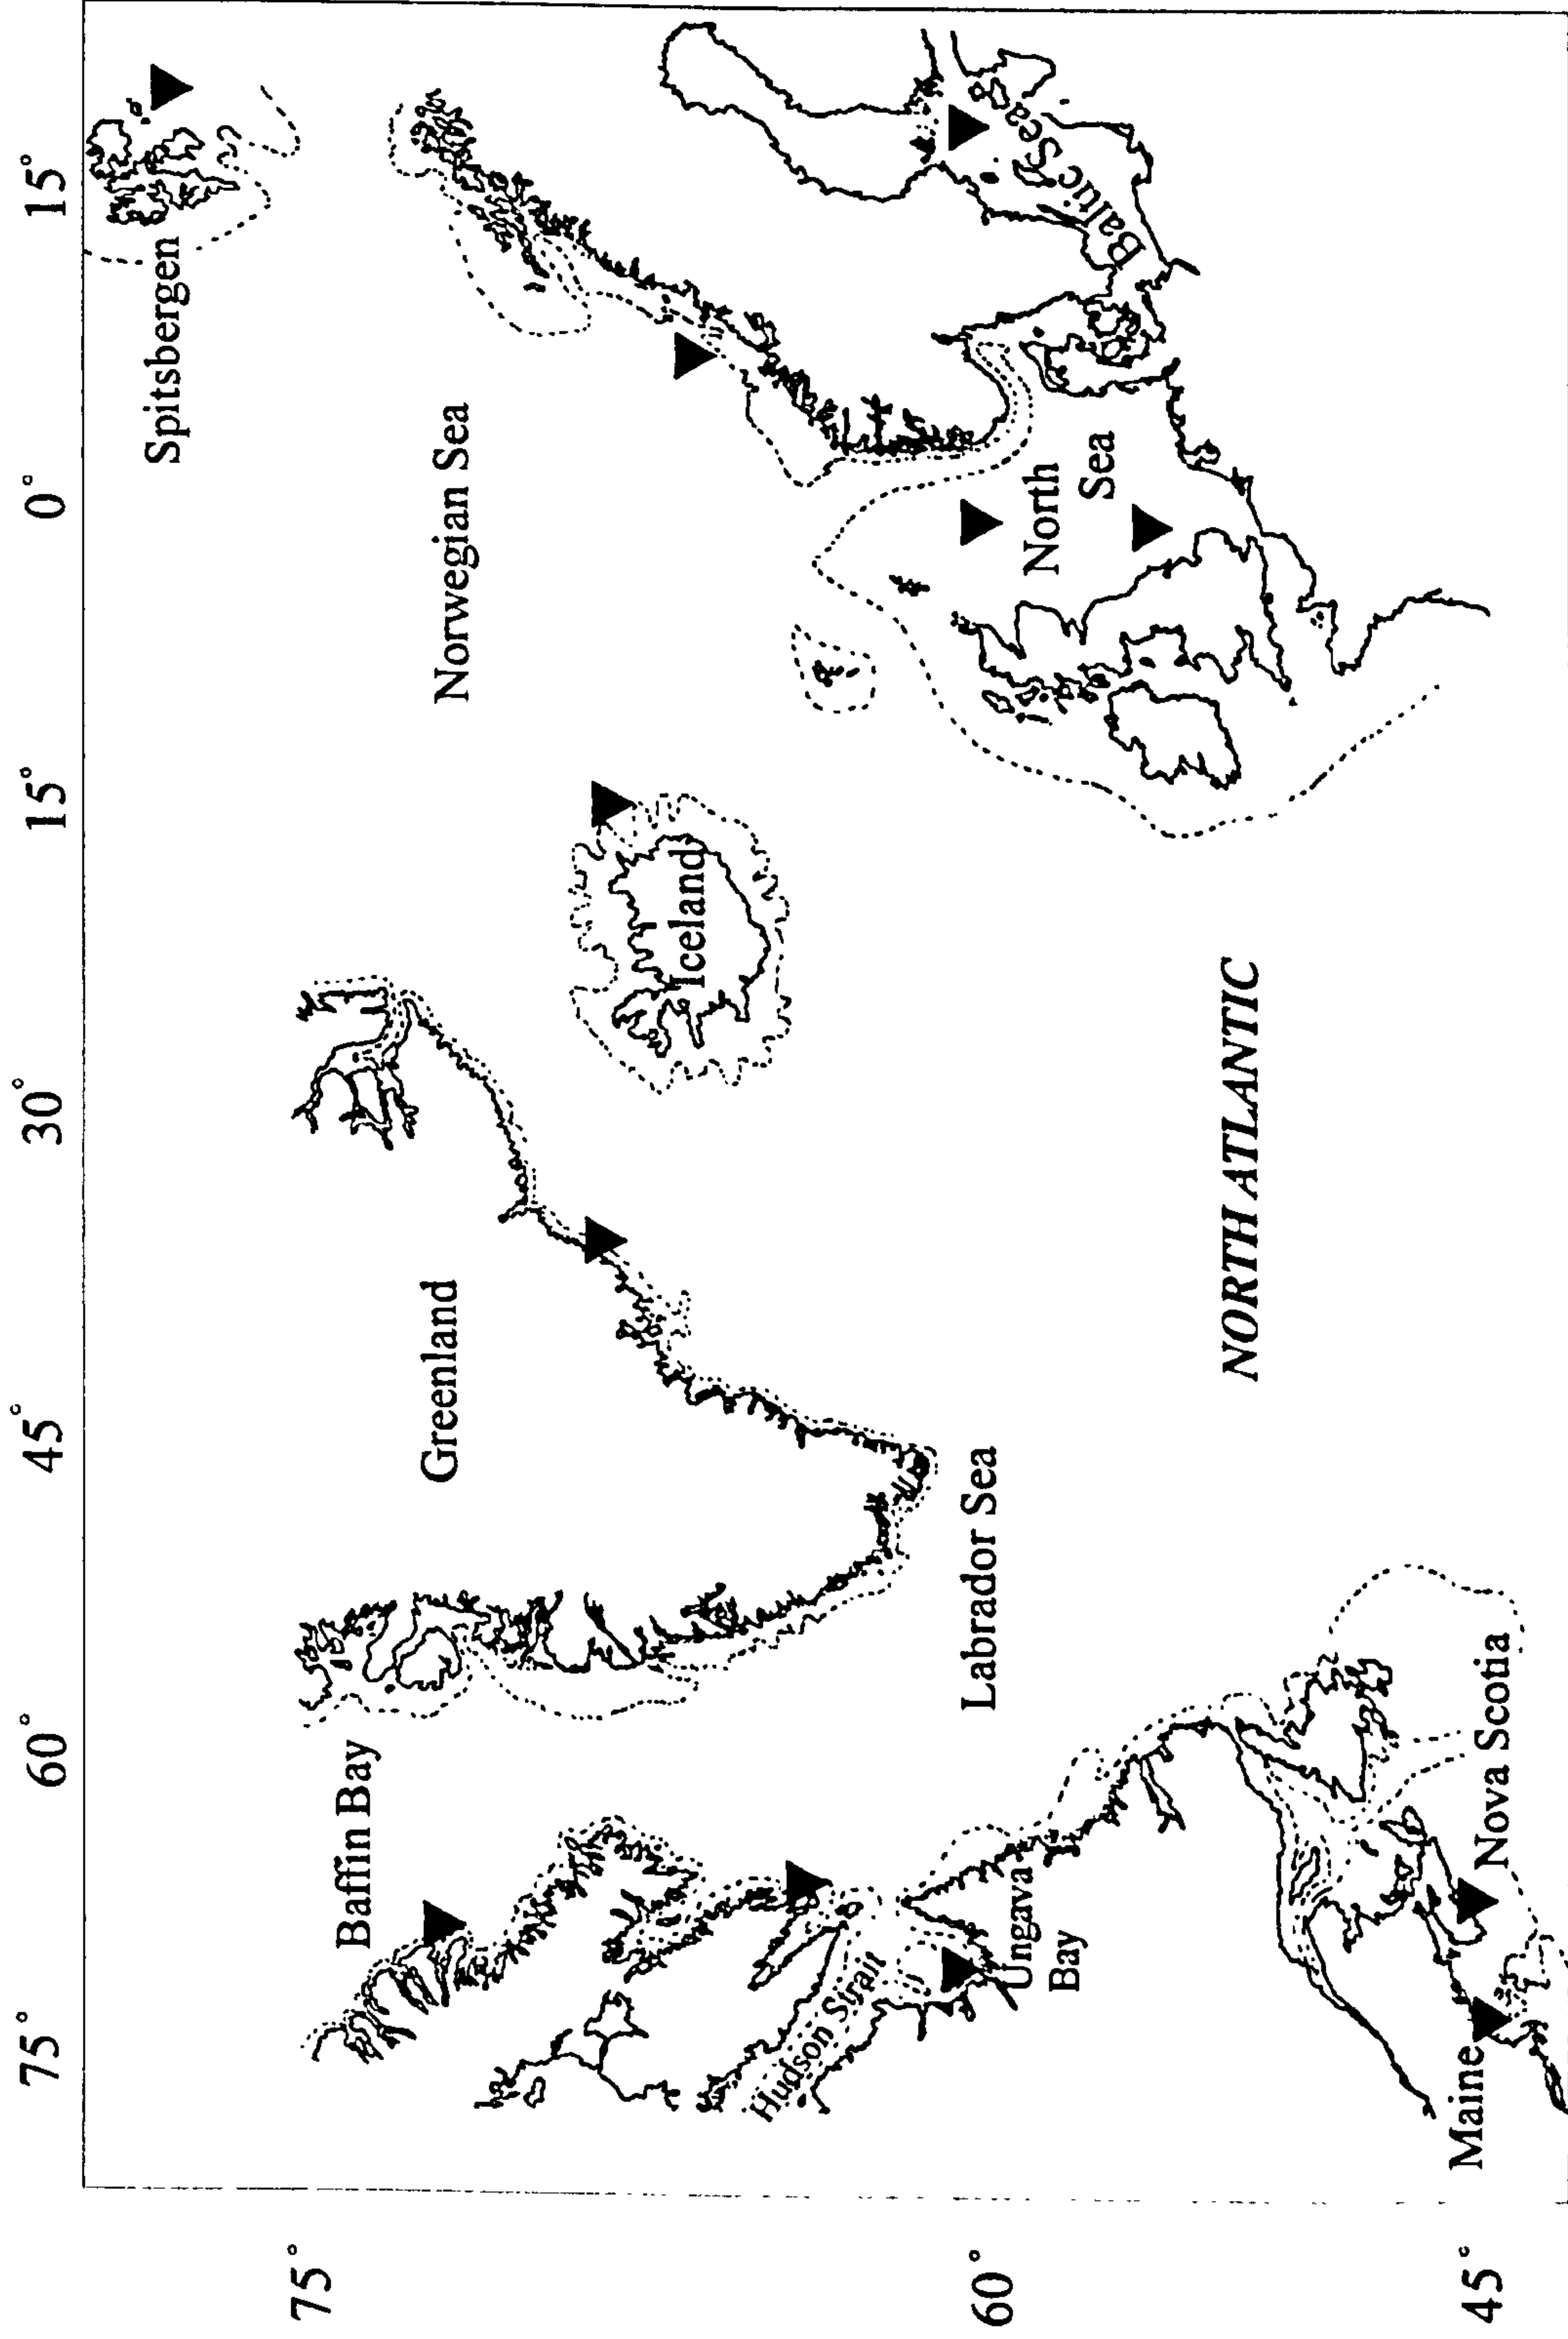 75°
60°
45°
30°
15°
0°
15°
75°
60°
45°
Spitsbergen
Baffin Bay
Greenland
Norwegian Sea
Iceland
Hudson Strait
Ungava
Bay
Labrador Sea
North
Sea
Baltic Sea
NORTH ATLANTIC
Maine
Nova Scotia